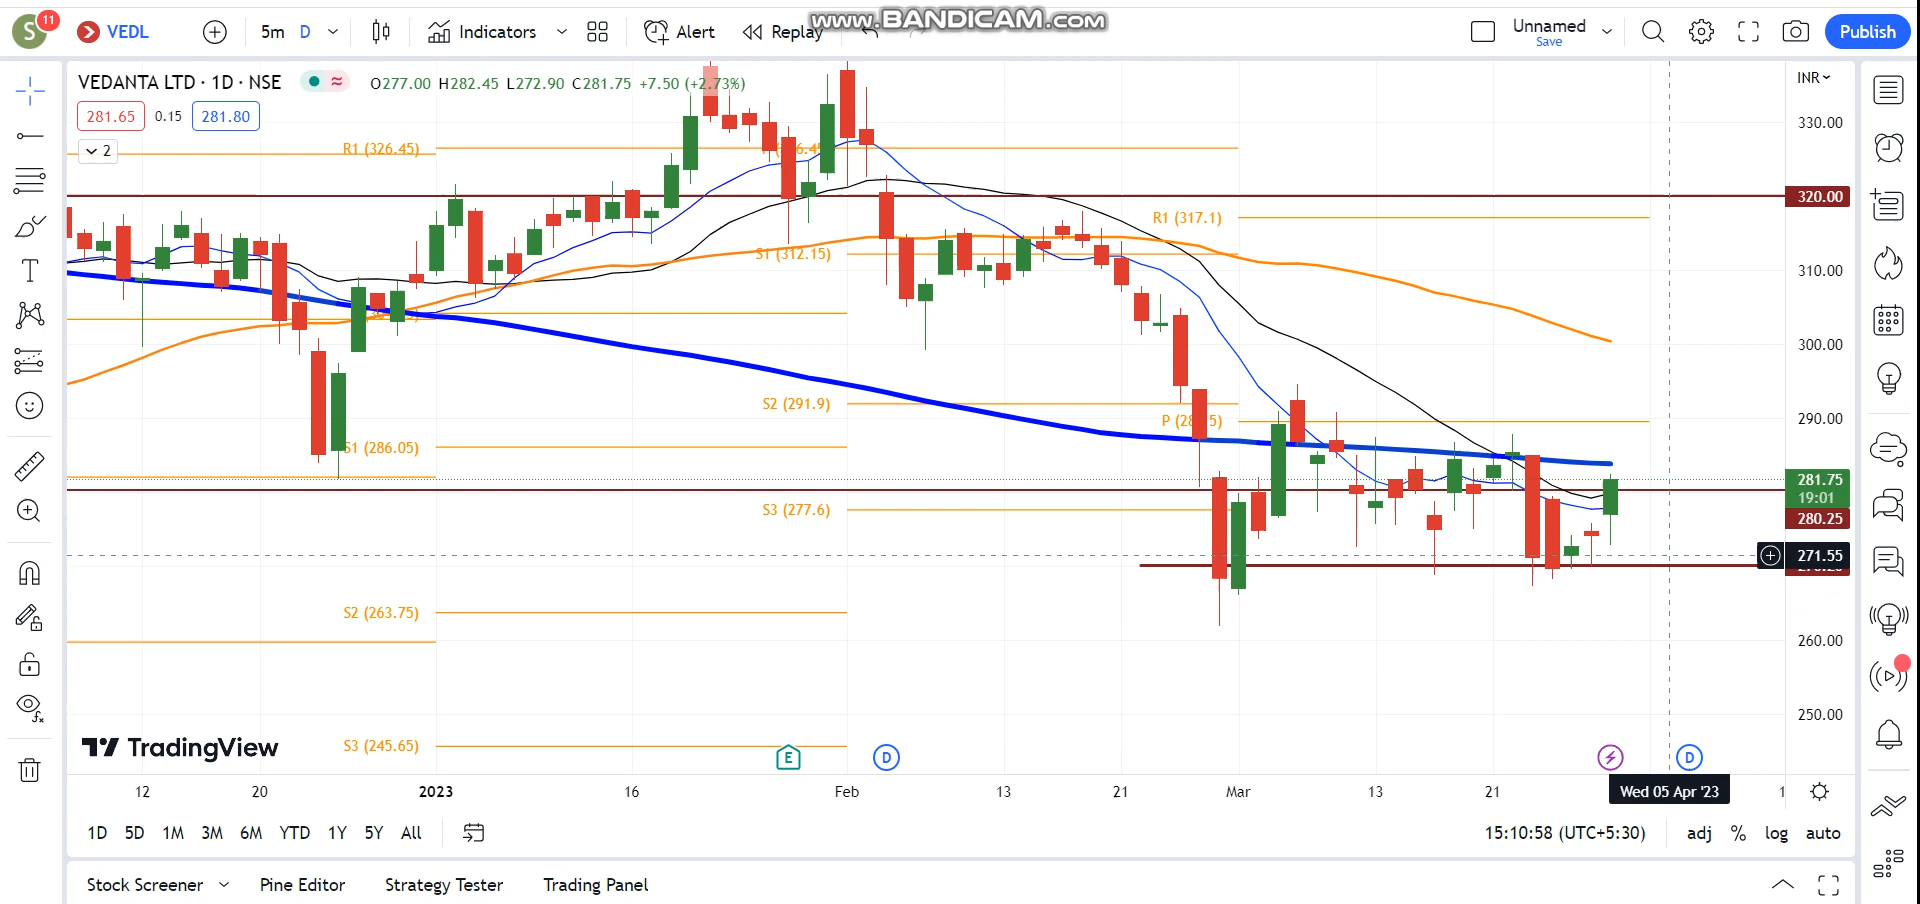 www.BANDICAM.com
S
11
VEDL
5m D
Indicators
Alert
Replay
Unnamed
Save
Publish
VEDANTA LTD · 1D · NSE
O277.00 H282.45 L272.90 C281.75 +7.50 (+2.73%)
INR
281.65 0.15 281.80
2
330.00
320.00
310.00
300.00
290.00
281.75
19:01
280.25
271.55
260.00
250.00
R1 (326.45)
S1 (286.05)
S2 (263.75)
S3 (245.65)
S1 (312.15)
S2 (291.9)
S3 (277.6)
R1 (317.1)
TradingView
E
D
D
12 20 2023 16 Feb 13 21 Mar 13 21 Wed 05 Apr '23 1
1D 5D 1M 3M 6M YTD 1Y 5Y All
15:10:58 (UTC+5:30) adj % log auto
Stock Screener Pine Editor Strategy Tester Trading Panel